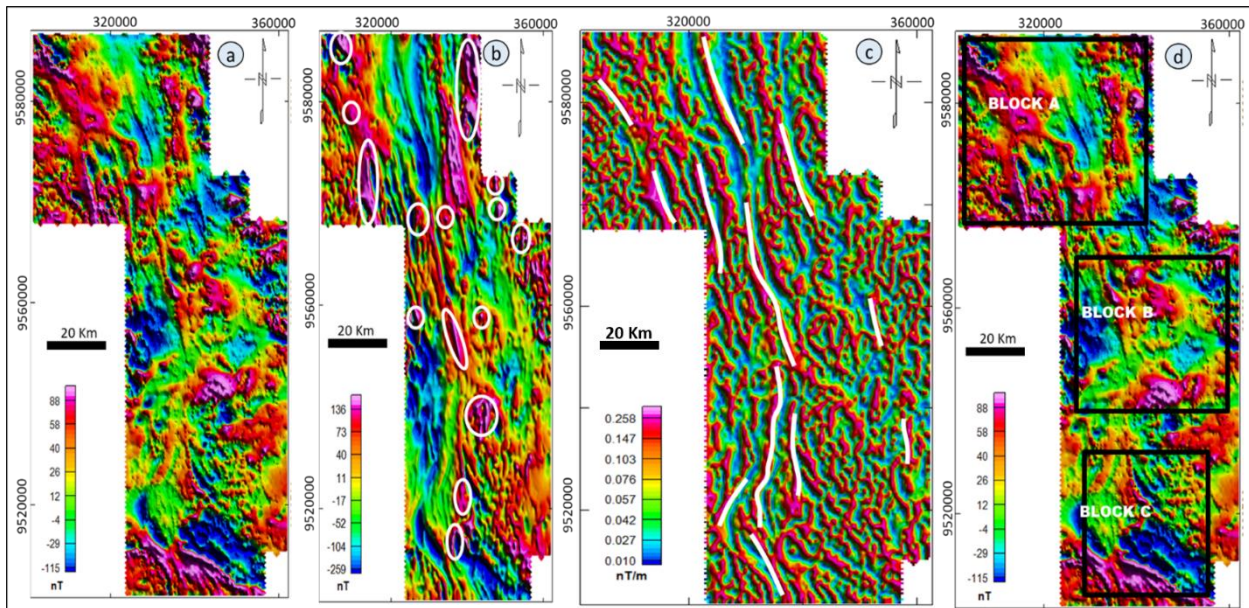 320000 360000
a
N
9580000
9560000
9520000
20 Km
88
58
40
26
12
-4
-29
-115
nT
320000 360000
b
N
9580000
9560000
9520000
20 Km
136
73
40
11
-17
-52
-104
-259
nT
320000 360000
c
N
9580000
9560000
9520000
20 Km
0.258
0.147
0.103
0.076
0.057
0.042
0.027
0.010
nT/m
320000 360000
d
N
9580000
9560000
9520000
BLOCK A
BLOCK B
BLOCK C
20 Km
88
58
40
26
12
-4
-29
-115
nT